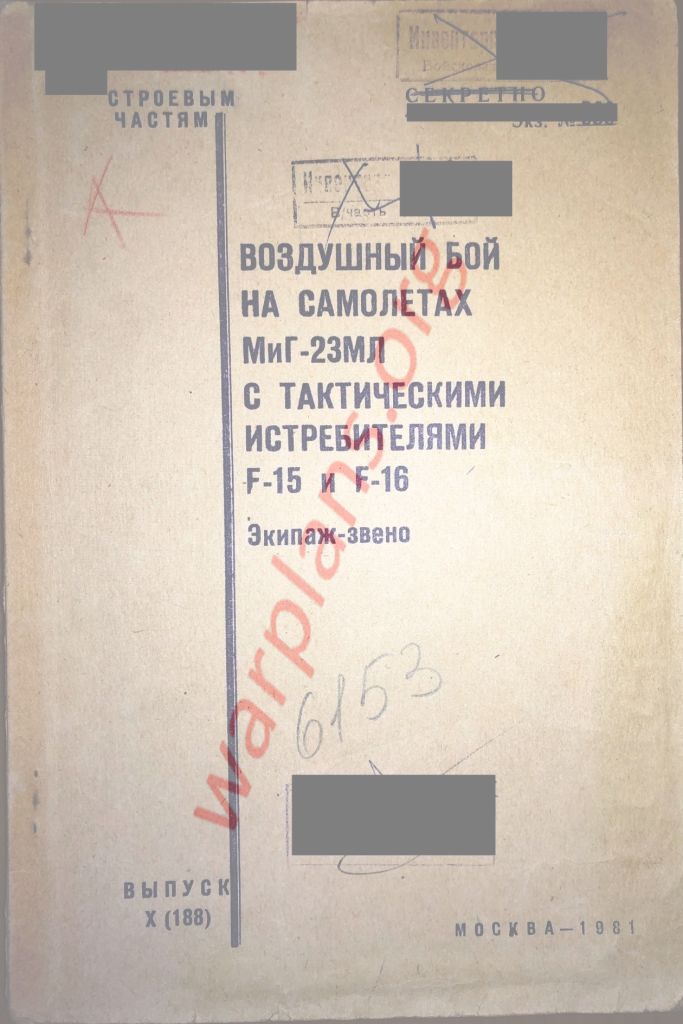 СТРОЕВЫМ
ЧАСТЯМ
СЕКРЕТНО
Экз. №
В/часть
ВОЗДУШНЫЙ БОЙ
НА САМОЛЕТАХ
МиГ-23МЛ
С ТАКТИЧЕСКИМИ
ИСТРЕБИТЕЛЯМИ
F-15 и F-16
Экипаж-звено
warplans.org
6153
ВЫПУСК
X (188)
МОСКВА—1981